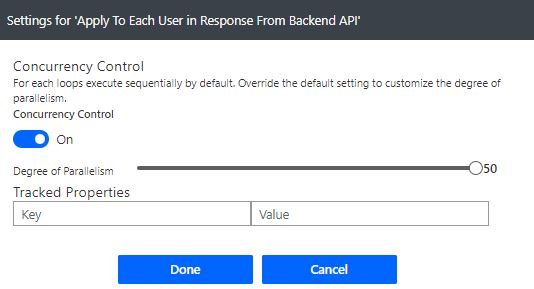 Settings for 'Apply To Each User in Response From Backend API'
Concurrency Control
For each loops execute sequentially by default. Override the default setting to customize the degree of
parallelism.
Concurrency Control
On
Degree of Parallelism 50
Tracked Properties
Key Value
Done Cancel